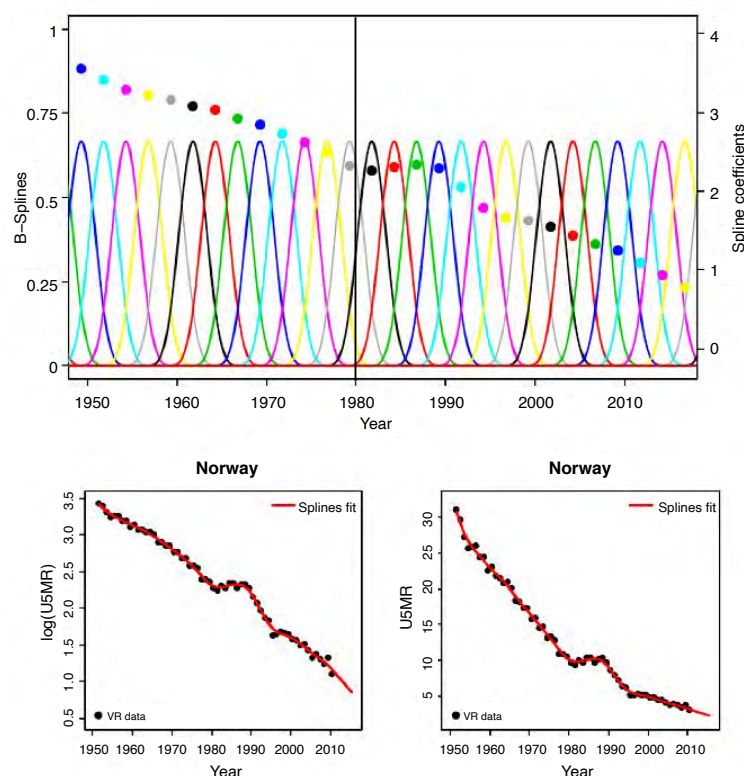 1
0.75
0.5
0.25
0
B–Splines
4
3
2
1
0
Spline coefficients
1950 1960 1970 1980 1990 2000 2010
Year
Norway
3.5
3.0
2.5
2.0
1.5
1.0
0.5
log(U5MR)
Splines fit
VR data
1950 1960 1970 1980 1990 2000 2010
Year
Norway
30
25
20
15
10
5
U5MR
Splines fit
VR data
1950 1960 1970 1980 1990 2000 2010
Year